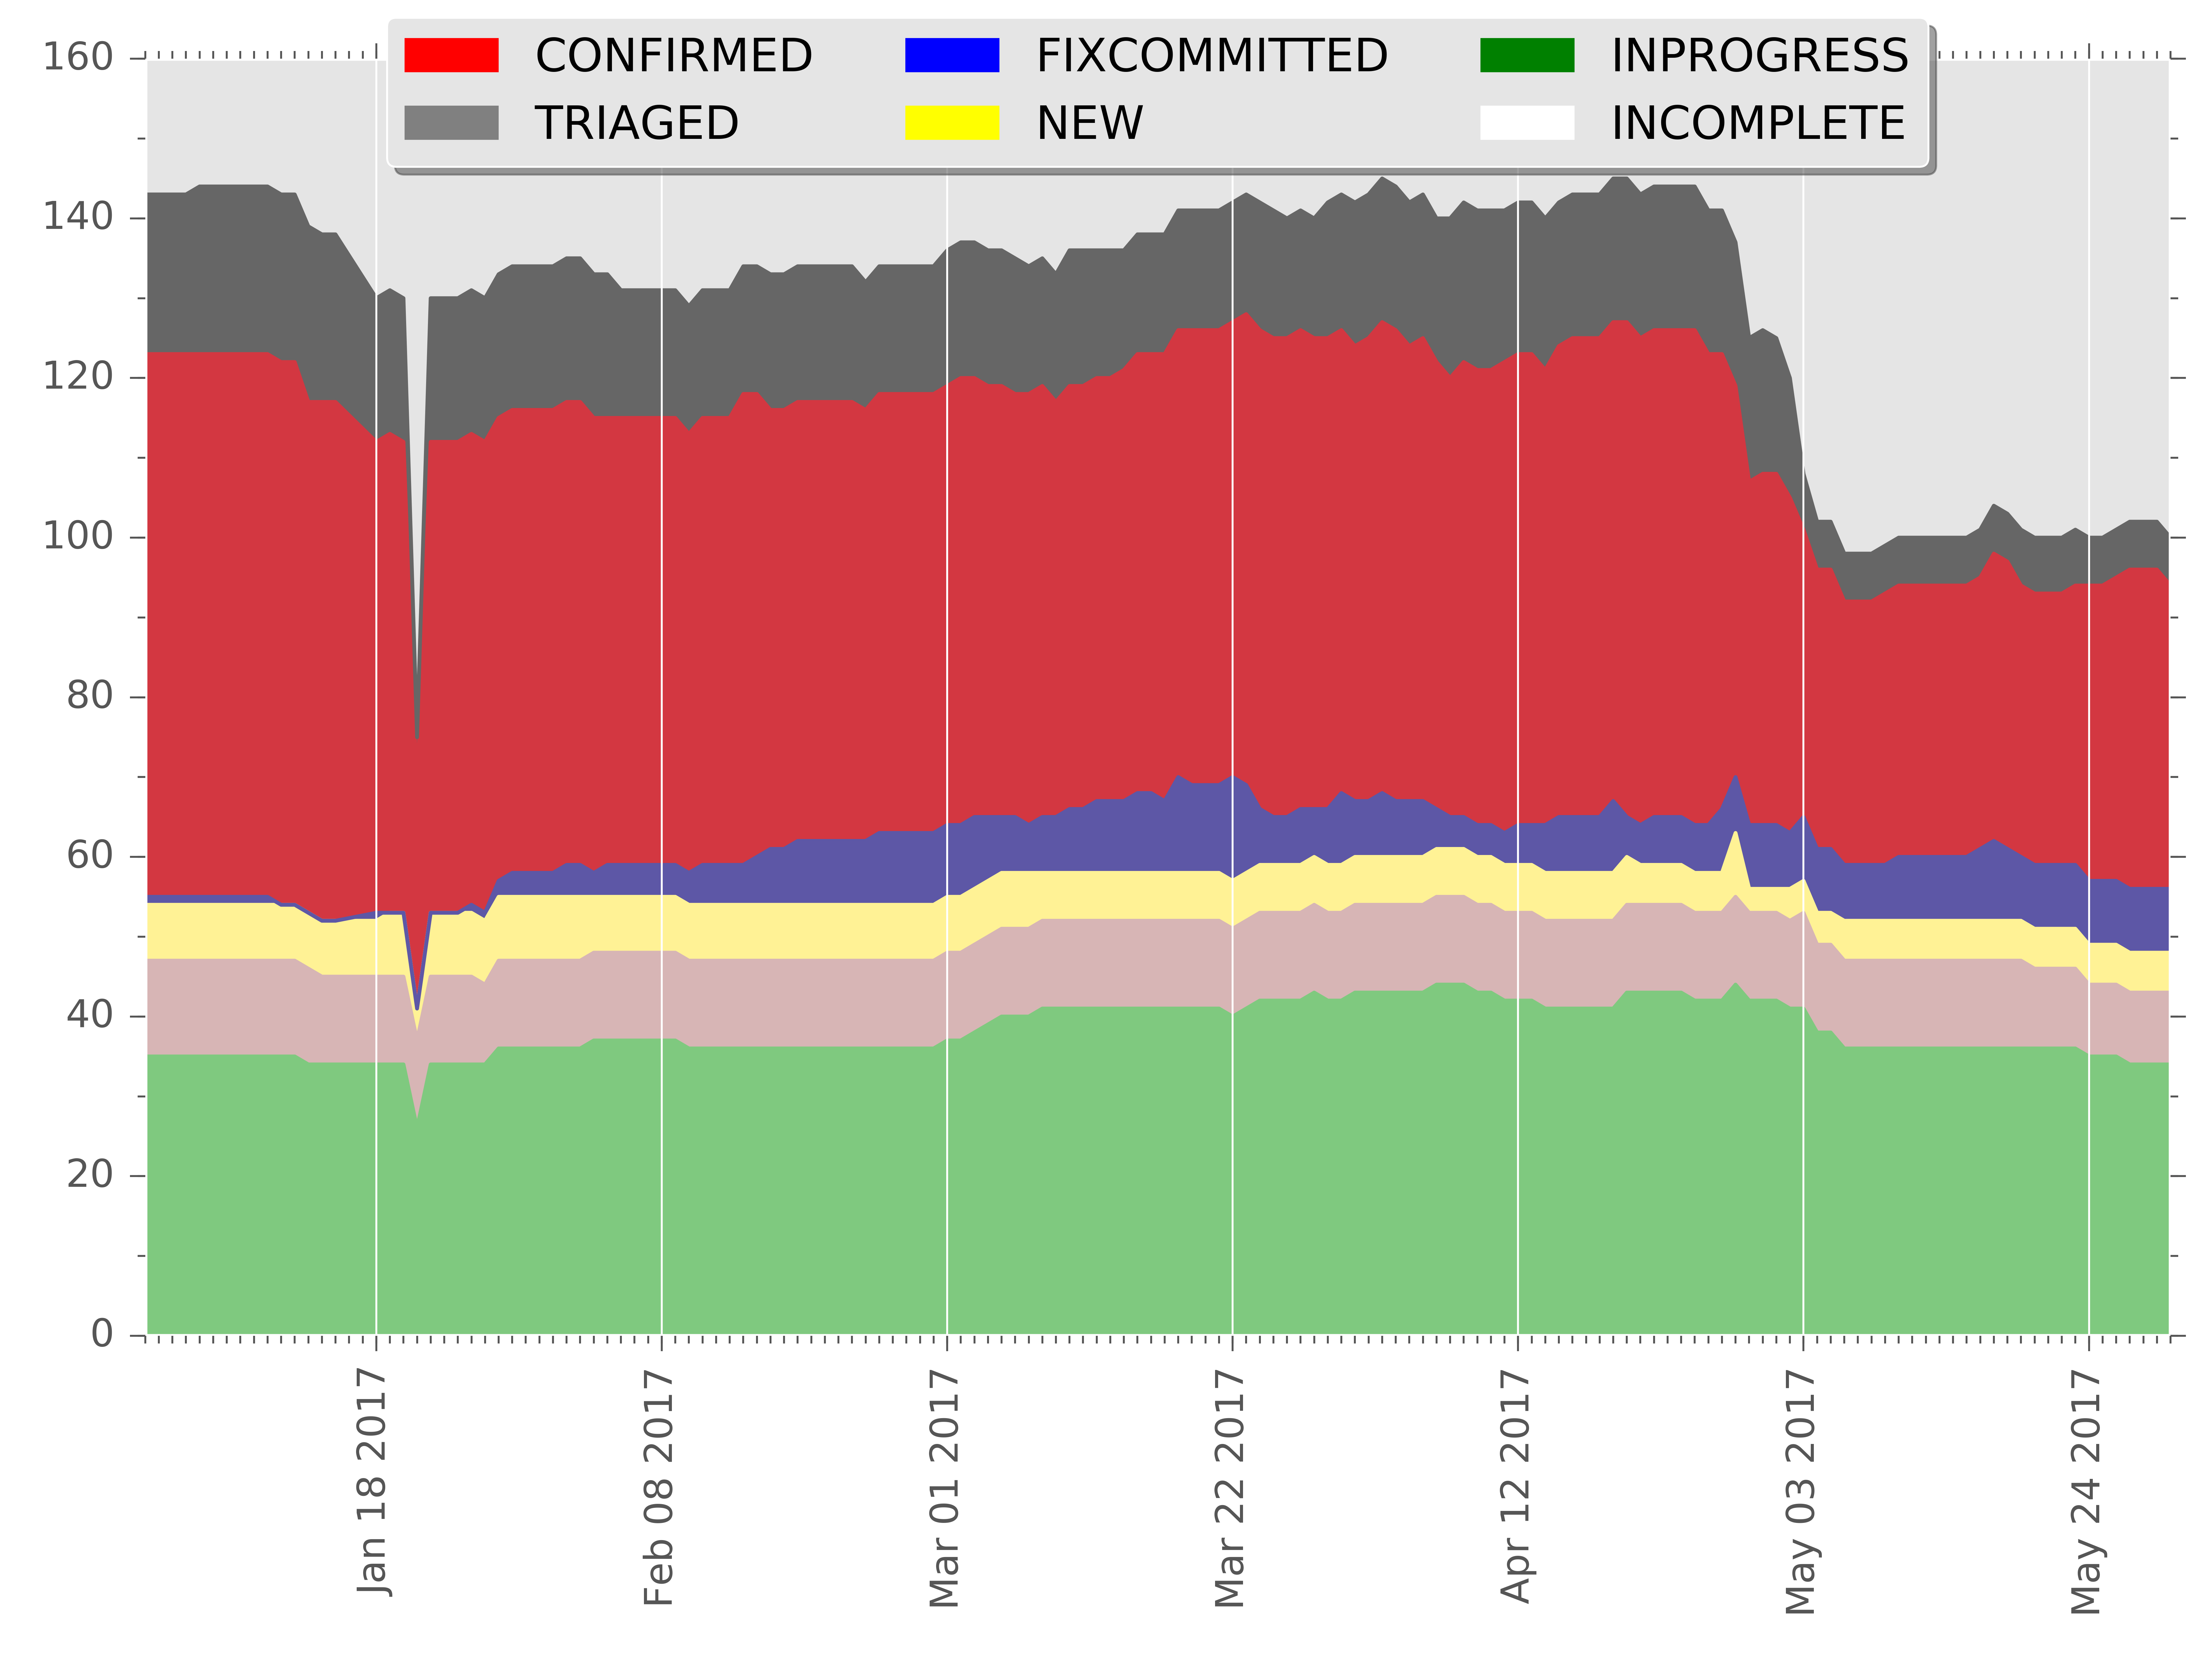 CONFIRMED FIXCOMMITTED INPROGRESS
TRIAGED NEW INCOMPLETE
160
140
120
100
80
60
40
20
0
Jan 18 2017
Feb 08 2017
Mar 01 2017
Mar 22 2017
Apr 12 2017
May 03 2017
May 24 2017